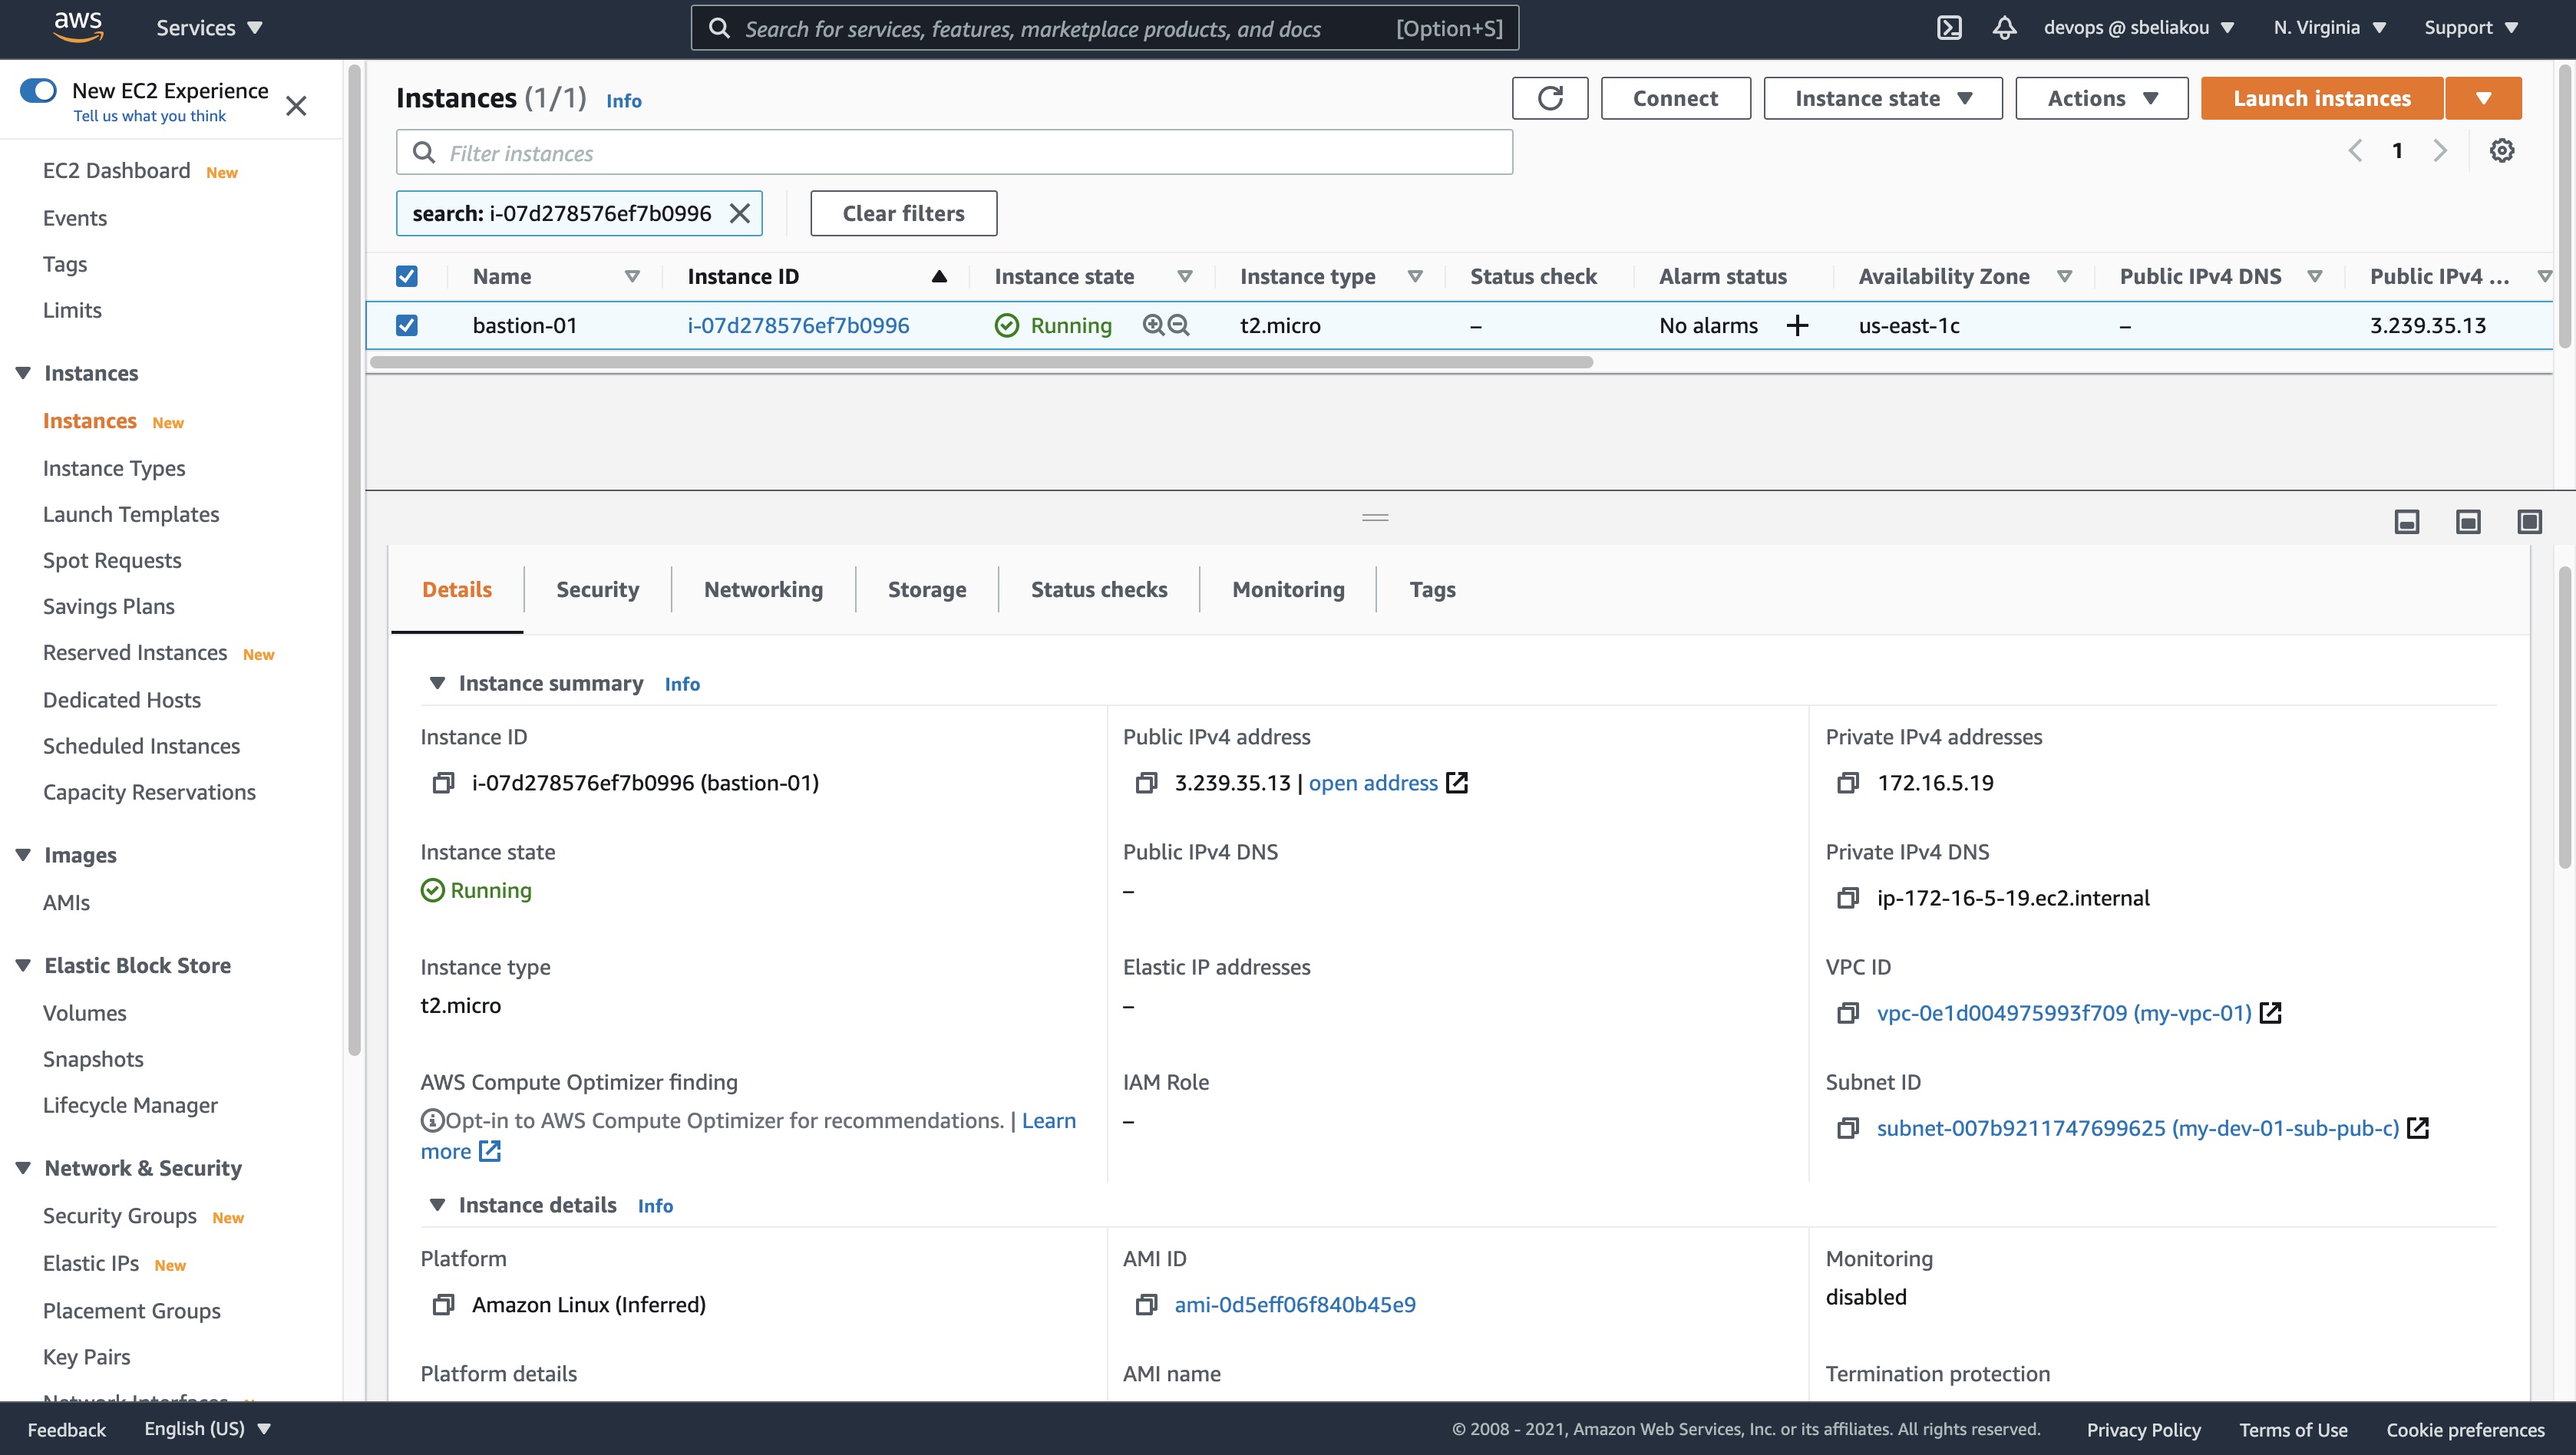 aws
Services
Search for services, features, marketplace products, and docs [Option+S]
devops @ sbeliakou
N. Virginia
Support
New EC2 Experience
Tell us what you think
EC2 Dashboard New
Events
Tags
Limits
Instances
Instances New
Instance Types
Launch Templates
Spot Requests
Savings Plans
Reserved Instances New
Dedicated Hosts
Scheduled Instances
Capacity Reservations
Images
AMIs
Elastic Block Store
Volumes
Snapshots
Lifecycle Manager
Network & Security
Security Groups New
Elastic IPs New
Placement Groups
Key Pairs
Instances (1/1) Info
Connect
Instance state
Actions
Launch instances
Filter instances
1
search: i-07d278576ef7b0996
Clear filters
Name Instance ID Instance state Instance type Status check Alarm status Availability Zone Public IPv4 DNS Public IPv4 ...
bastion-01 i-07d278576ef7b0996 Running t2.micro – No alarms us-east-1c – 3.239.35.13
Details Security Networking Storage Status checks Monitoring Tags
Instance summary Info
Instance ID
i-07d278576ef7b0996 (bastion-01)
Public IPv4 address
3.239.35.13 | open address
Private IPv4 addresses
172.16.5.19
Instance state
Running
Public IPv4 DNS
–
Private IPv4 DNS
ip-172-16-5-19.ec2.internal
Instance type
t2.micro
Elastic IP addresses
–
VPC ID
vpc-0e1d004975993f709 (my-vpc-01)
AWS Compute Optimizer finding
Opt-in to AWS Compute Optimizer for recommendations. | Learn
more
IAM Role
–
Subnet ID
subnet-007b9211747699625 (my-dev-01-sub-pub-c)
Instance details Info
Platform
Amazon Linux (Inferred)
AMI ID
ami-0d5eff06f840b45e9
Monitoring
disabled
Platform details
AMI name
Termination protection
Feedback
English (US)
© 2008 - 2021, Amazon Web Services, Inc. or its affiliates. All rights reserved.
Privacy Policy
Terms of Use
Cookie preferences